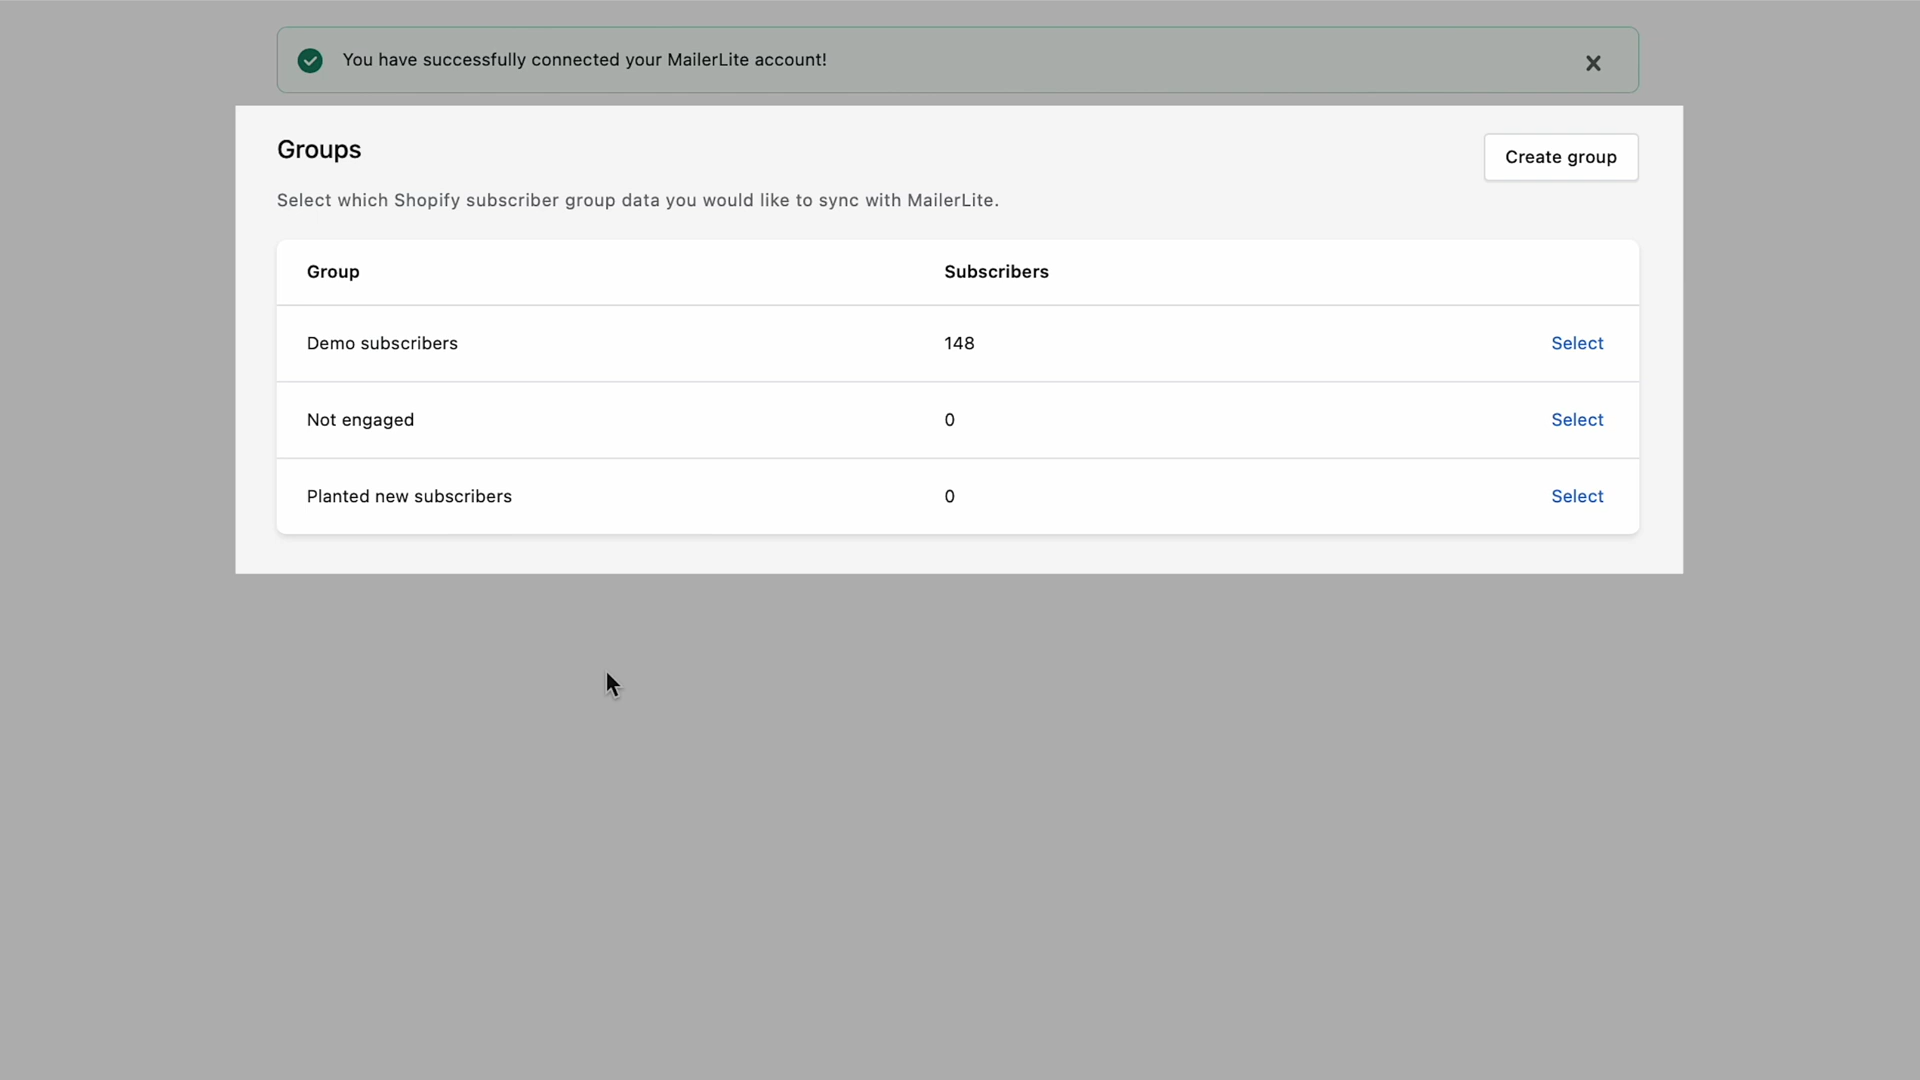 You have successfully connected your MailerLite account!
Groups
Create group
Select which Shopify subscriber group data you would like to sync with MailerLite.
Group Subscribers
Demo subscribers 148 Select
Not engaged 0 Select
Planted new subscribers 0 Select